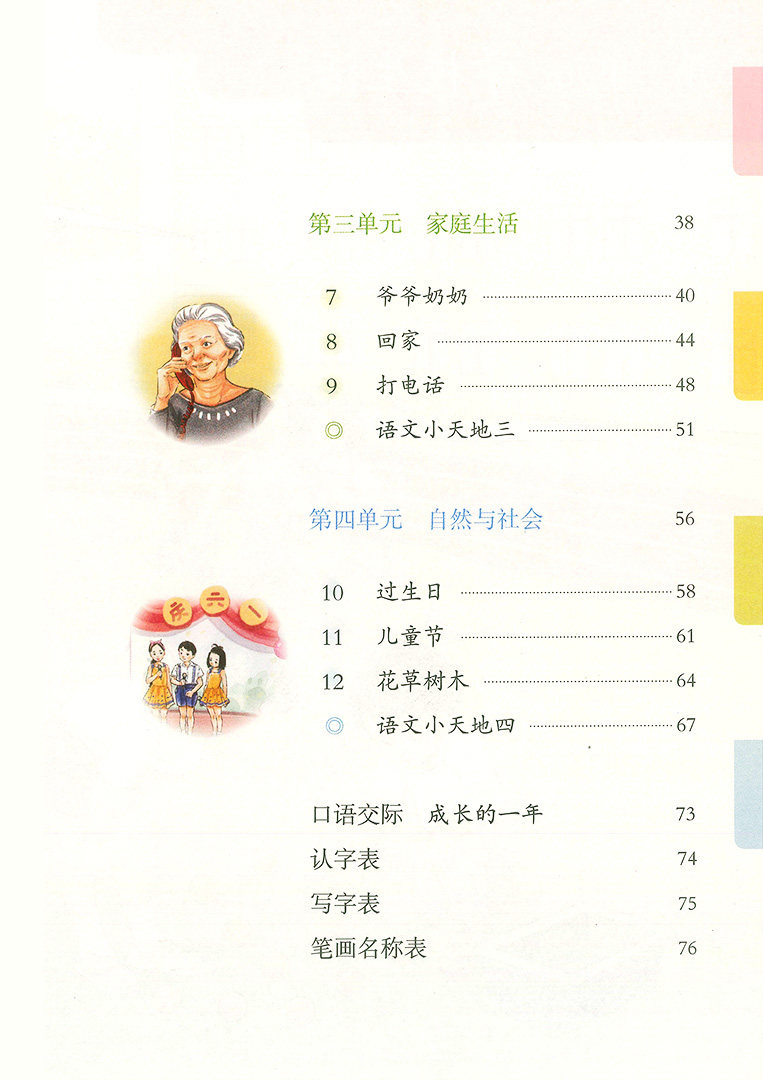 第三单元 家庭生活 38
7 爷爷奶奶 40
8 回家 44
9 打电话 48
◎ 语文小天地三 51
第四单元 自然与社会 56
庆六一
10 过生日 58
11 儿童节 61
12 花草树木 64
◎ 语文小天地四 67
口语交际 成长的一年 73
认字表 74
写字表 75
笔画名称表 76